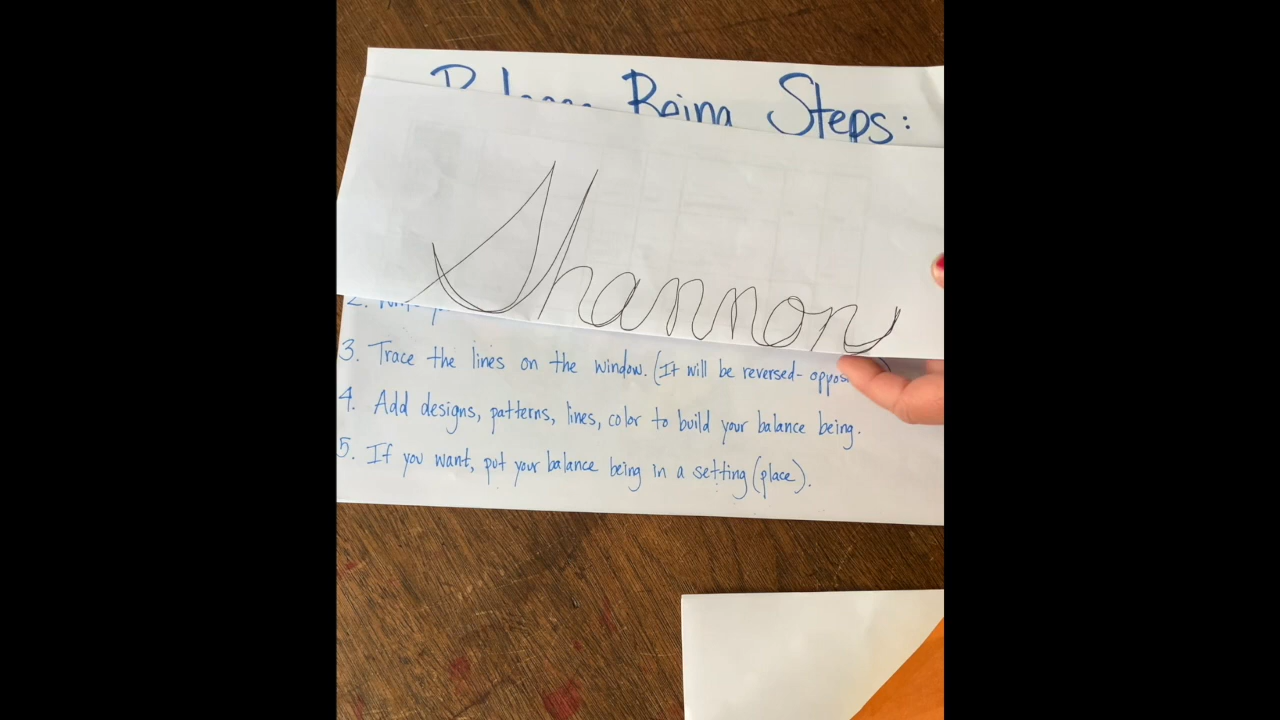 Steps:
Shannon
2.
3. Trace the lines on the window. (It will be reversed-
4. Add designs, patterns, lines, color to build your balance being.
5. If you want, put your balance being in a setting (place).